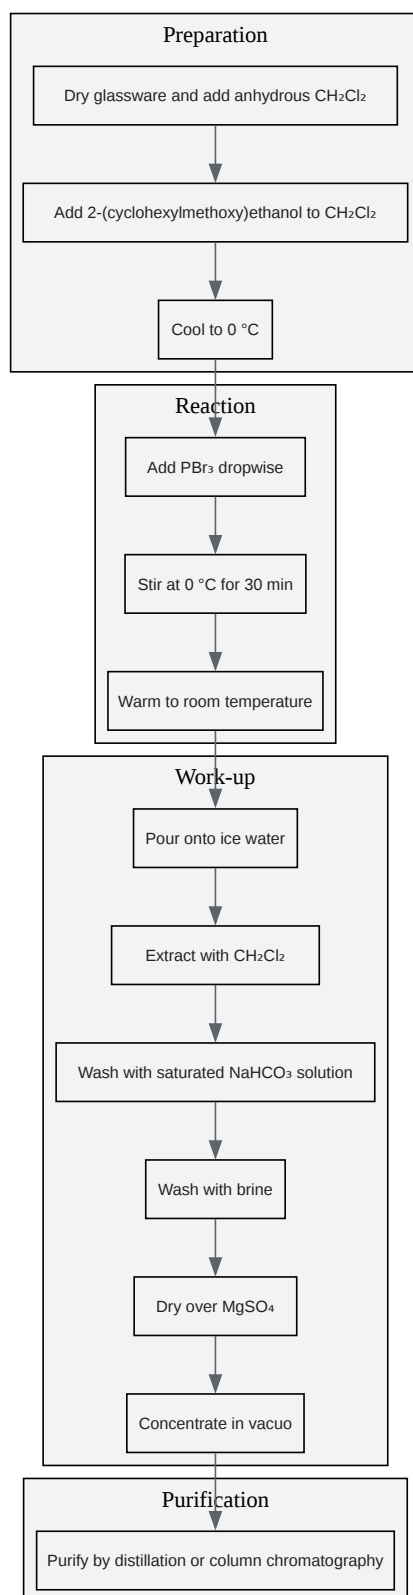 Preparation
Dry glassware and add anhydrous CH₂Cl₂
Add 2-(cyclohexylmethoxy)ethanol to CH₂Cl₂
Cool to 0 °C
Reaction
Add PBr₃ dropwise
Stir at 0 °C for 30 min
Warm to room temperature
Work-up
Pour onto ice water
Extract with CH₂Cl₂
Wash with saturated NaHCO₃ solution
Wash with brine
Dry over MgSO₄
Concentrate in vacuo
Purification
Purify by distillation or column chromatography